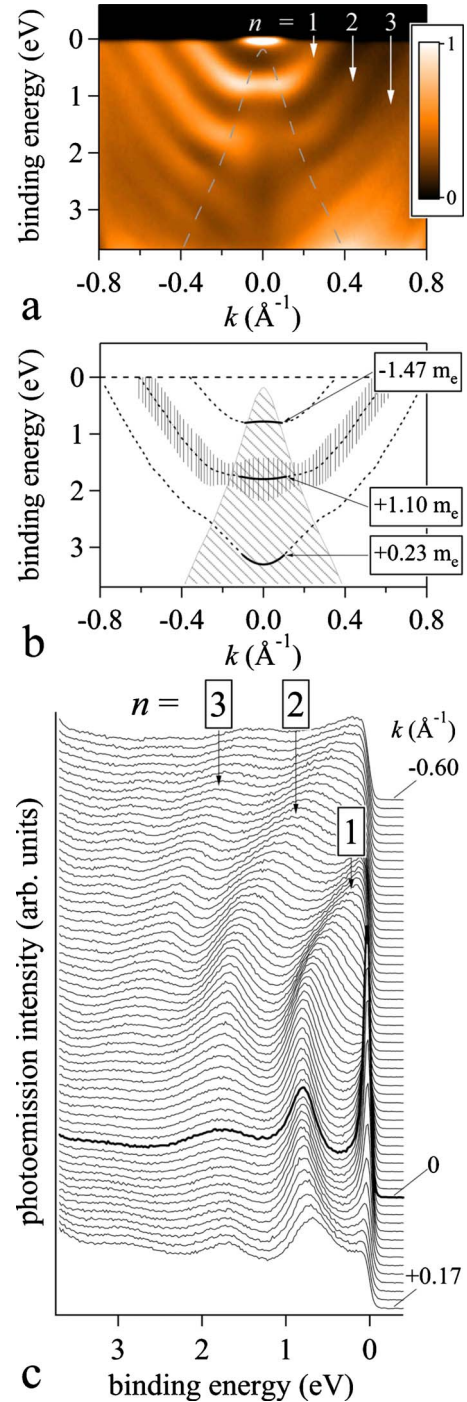 n = 1 2 3
0
1
2
3
binding energy (eV)
1
0
-0.8 -0.4 0.0 0.4 0.8
k (Å⁻¹)
a
0
1
2
3
binding energy (eV)
-1.47 mₑ
+1.10 mₑ
+0.23 mₑ
-0.8 -0.4 0.0 0.4 0.8
k (Å⁻¹)
b
n = 3 2
1
k (Å⁻¹)
-0.60
0
+0.17
photoemission intensity (arb. units)
3 2 1 0
binding energy (eV)
c